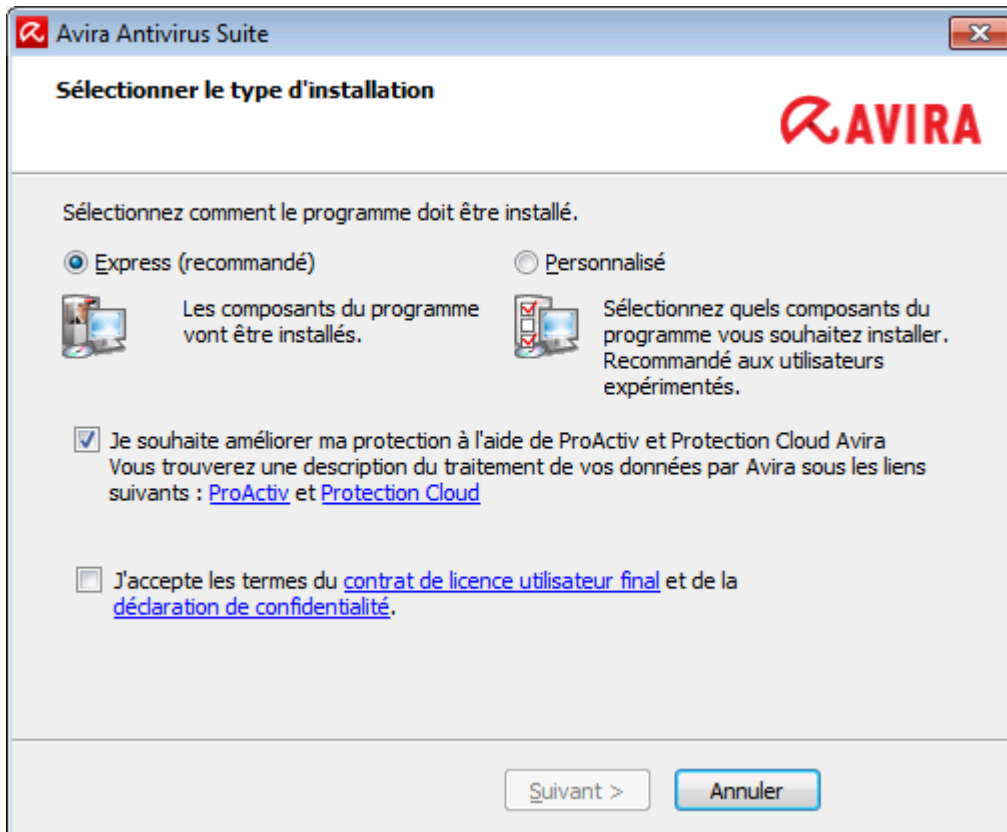 Avira Antivirus Suite
Sélectionner le type d'installation
AVIRA
Sélectionnez comment le programme doit être installé.
Express (recommandé)
Les composants du programme
vont être installés.
Personnalisé
Sélectionnez quels composants du
programme vous souhaitez installer.
Recommandé aux utilisateurs
expérimentés.
Je souhaite améliorer ma protection à l'aide de ProActiv et Protection Cloud Avira
Vous trouverez une description du traitement de vos données par Avira sous les liens
suivants : ProActiv et Protection Cloud
J'accepte les termes du contrat de licence utilisateur final et de la
déclaration de confidentialité.
Suivant >
Annuler